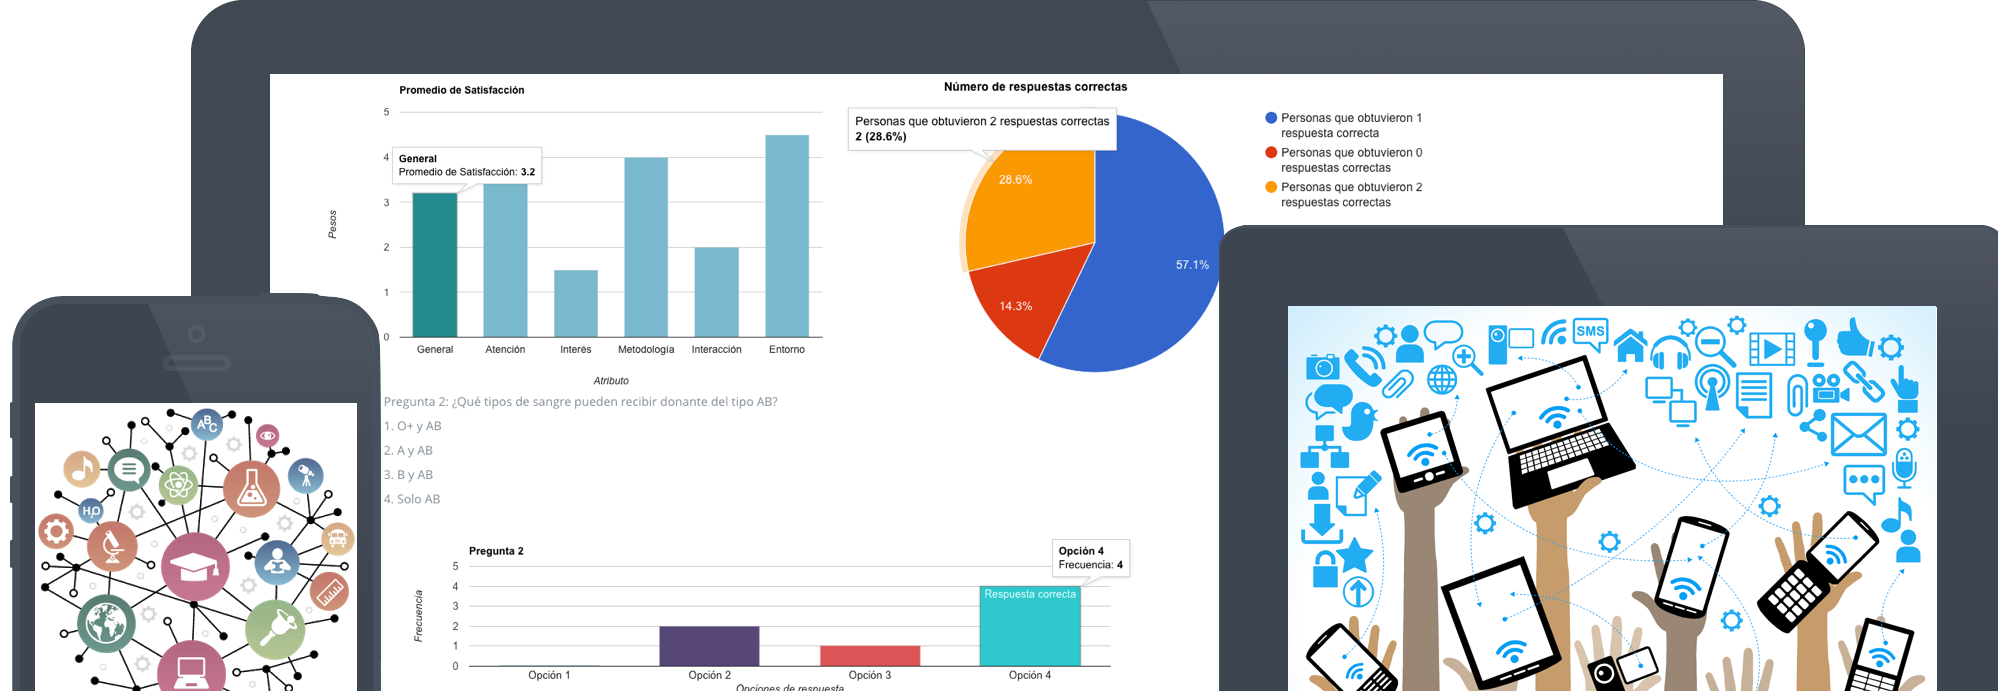 Promedio de Satisfacción
5
4
3
2
1
0
Pesos
General
Promedio de Satisfacción: 3.2
General
Atención
Interés
Metodología
Interacción
Entorno
Atributo
Número de respuestas correctas
Personas que obtuvieron 2 respuestas correctas
2 (28.6%)
28.6%
14.3%
57.1%
Personas que obtuvieron 1
respuesta correcta
Personas que obtuvieron 0
respuestas correctas
Personas que obtuvieron 2
respuestas correctas
Pregunta 2: ¿Qué tipos de sangre pueden recibir donante del tipo AB?
1. O+ y AB
2. A y AB
3. B y AB
4. Solo AB
Pregunta 2
5
4
3
2
1
0
Frecuencia
Opción 4
Frecuencia: 4
Respuesta correcta
Opción 1
Opción 2
Opción 3
Opción 4
Opciones de respuesta
ABC
H₂O
SMS